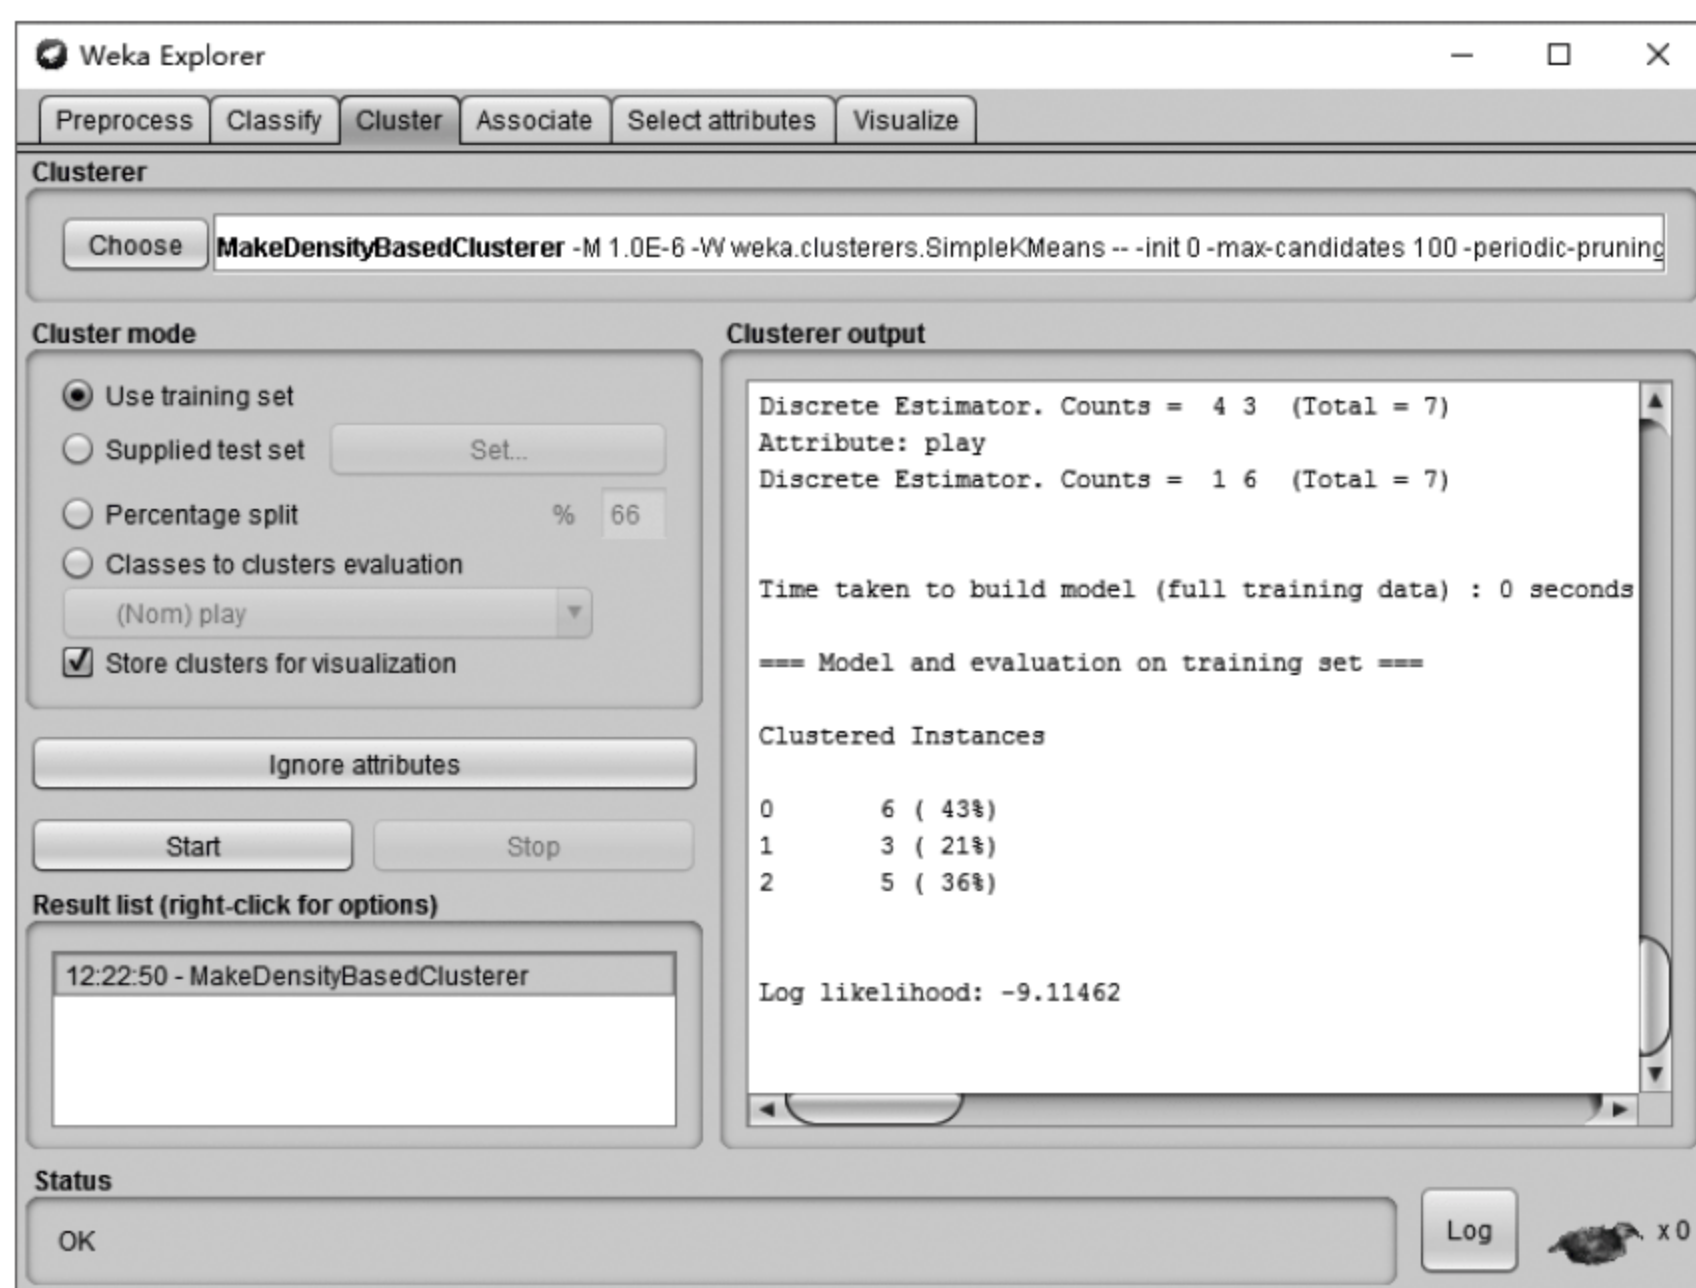 Weka Explorer
Preprocess Classify Cluster Associate Select attributes Visualize
Clusterer
Choose MakeDensityBasedClusterer -M 1.0E-6 -W weka.clusterers.SimpleKMeans -- -init 0 -max-candidates 100 -periodic-pruning
Cluster mode
Use training set
Supplied test set Set...
Percentage split % 66
Classes to clusters evaluation
(Nom) play
Store clusters for visualization
Ignore attributes
Start Stop
Result list (right-click for options)
12:22:50 - MakeDensityBasedClusterer
Clusterer output
Discrete Estimator. Counts = 4 3 (Total = 7)
Attribute: play
Discrete Estimator. Counts = 1 6 (Total = 7)
Time taken to build model (full training data) : 0 seconds
=== Model and evaluation on training set ===
Clustered Instances
0 6 ( 43%)
1 3 ( 21%)
2 5 ( 36%)
Log likelihood: -9.11462
Status
OK
Log x 0